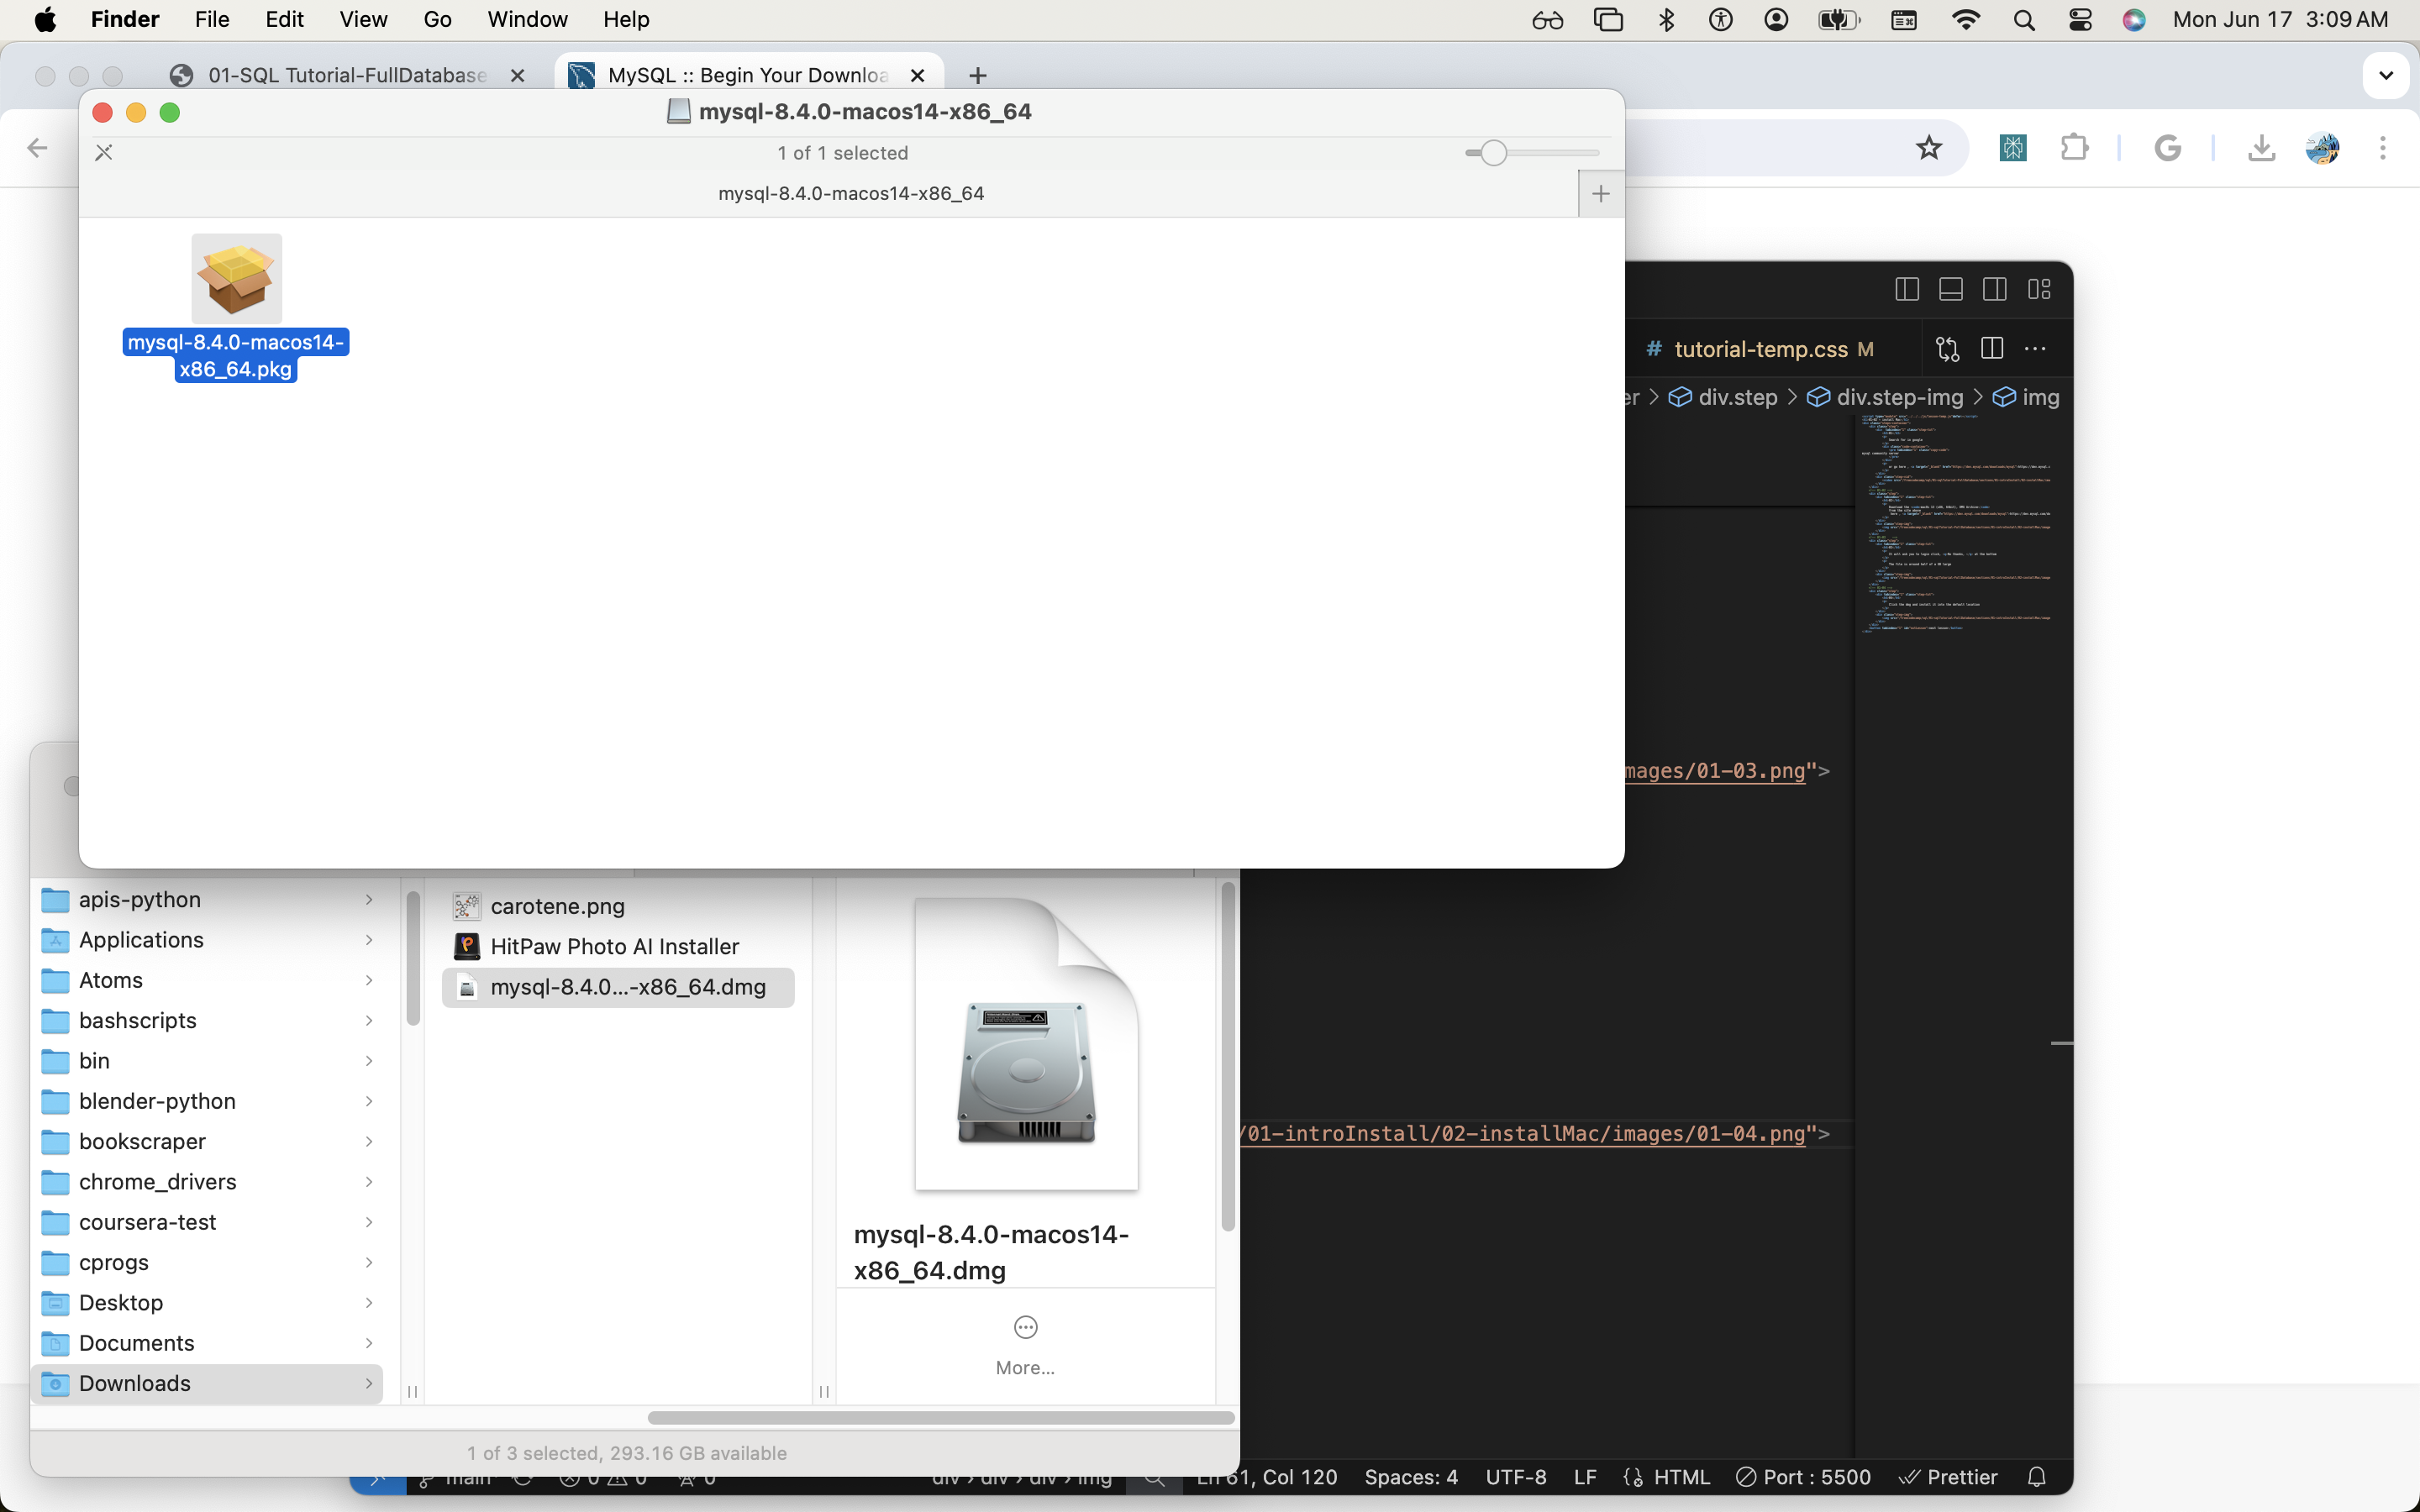 Finder File Edit View Go Window Help Mon Jun 17 3:09 AM
01-SQL Tutorial-FullDatabase
MySQL :: Begin Your Downloa
mysql-8.4.0-macos14-x86_64
1 of 1 selected
mysql-8.4.0-macos14-x86_64
mysql-8.4.0-macos14-
x86_64.pkg
# tutorial-temp.css M
er > div.step > div.step-img > img
mages/01-03.png">
/01-introInstall/02-installMac/images/01-04.png">
apis-python
Applications
Atoms
bashscripts
bin
blender-python
bookscraper
chrome_drivers
coursera-test
cprogs
Desktop
Documents
Downloads
carotene.png
HitPaw Photo AI Installer
mysql-8.4.0...-x86_64.dmg
mysql-8.4.0-macos14-
x86_64.dmg
More...
1 of 3 selected, 293.16 GB available
main 0 0 0 div > div > div > img Ln 61, Col 120 Spaces: 4 UTF-8 LF HTML Port : 5500 Prettier